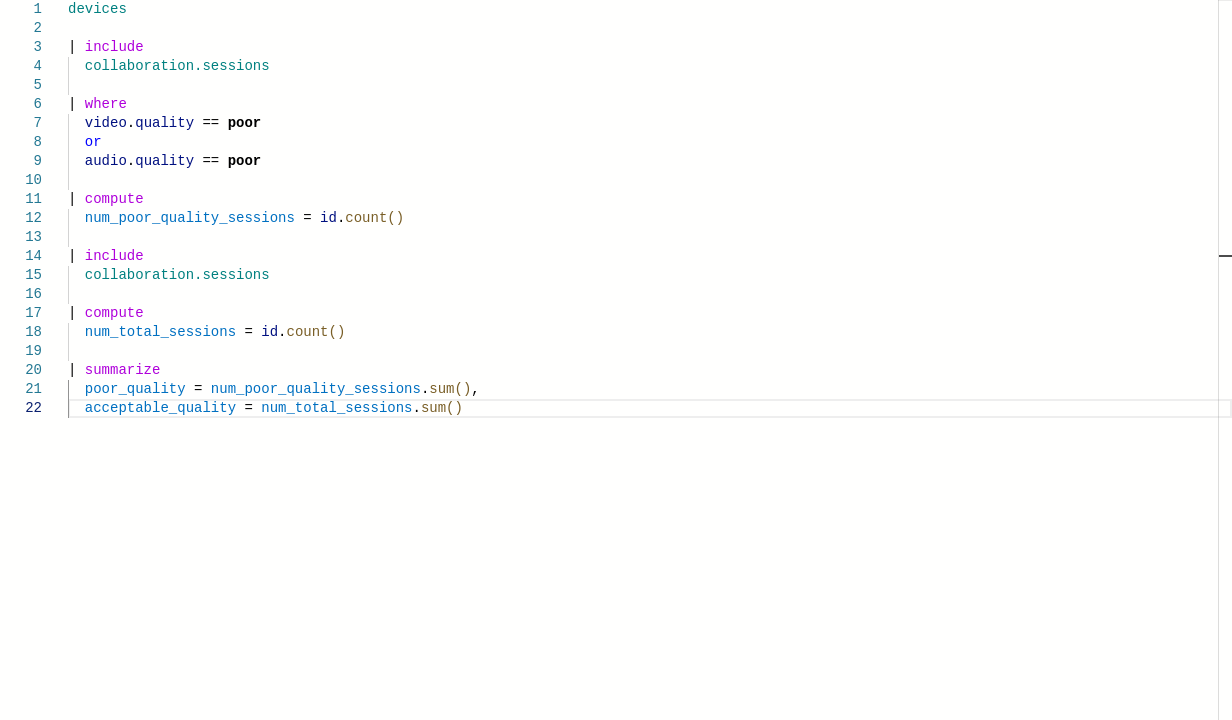 1 devices
2
3 | include
4 collaboration.sessions
5
6 | where
7 video.quality == poor
8 or
9 audio.quality == poor
10
11 | compute
12 num_poor_quality_sessions = id.count()
13
14 | include
15 collaboration.sessions
16
17 | compute
18 num_total_sessions = id.count()
19
20 | summarize
21 poor_quality = num_poor_quality_sessions.sum(),
22 acceptable_quality = num_total_sessions.sum()